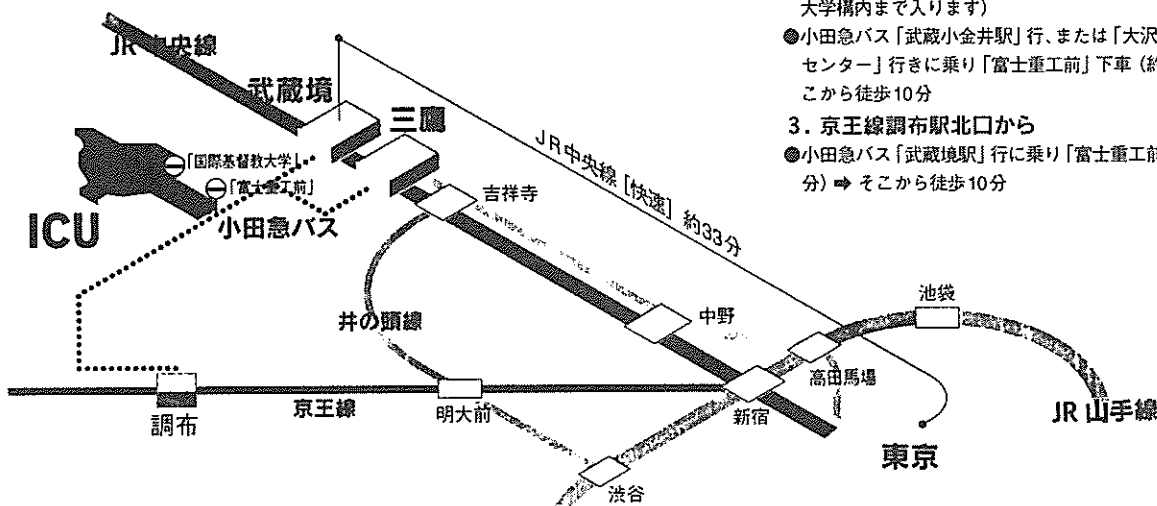 大学構内まで入ります)
●小田急バス「武蔵小金井駅」行、または「大沢
センター」行きに乗り「富士重工前」下車(約
こから徒歩10分
3. 京王線調布駅北口から
●小田急バス「武蔵境駅」行に乗り「富士重工前
分) ➡ そこから徒歩10分
JR 中央線
武蔵境
三鷹
「国際基督教大学」
「富士重工前」
ICU
小田急バス
吉祥寺
JR中央線[快速]約33分
中野
池袋
井の頭線
高田馬場
調布
京王線
明大前
新宿
JR 山手線
東京
渋谷